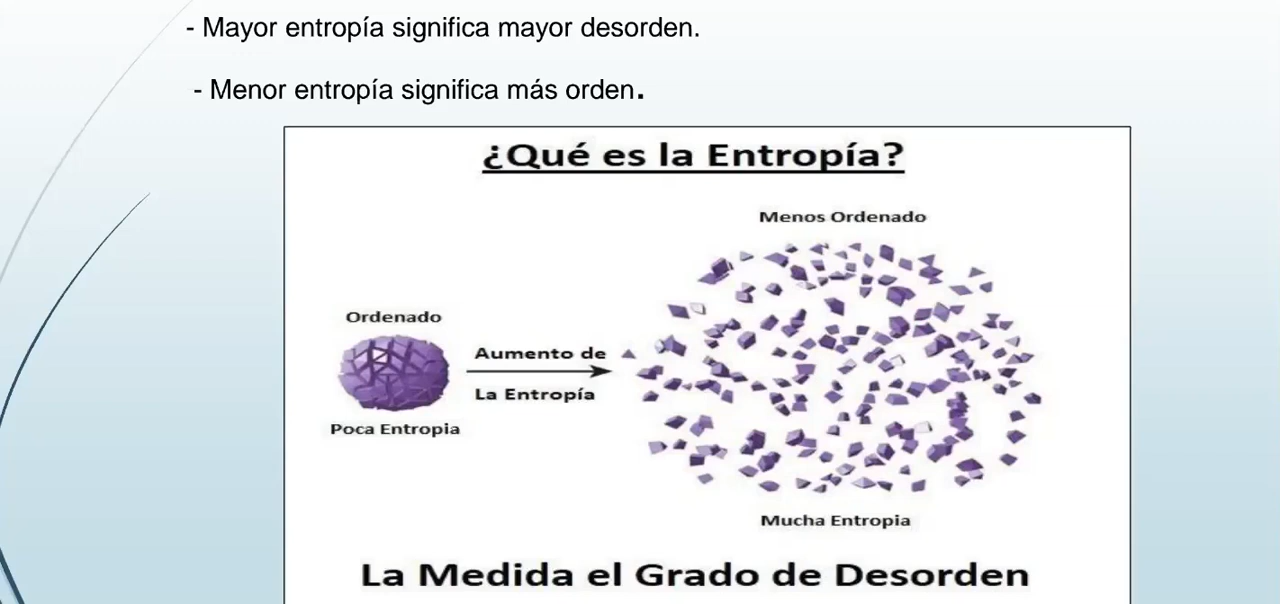 - Mayor entropía significa mayor desorden.
- Menor entropía significa más orden.
¿Qué es la Entropía?
Menos Ordenado
Ordenado
Aumento de
La Entropía
Poca Entropia
Mucha Entropia
La Medida el Grado de Desorden